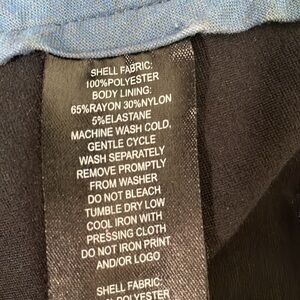 SHELL FABRIC:
100%POLYESTER
BODY LINING:
65%RAYON 30%NYLON
5%ELASTANE
MACHINE WASH COLD,
GENTLE CYCLE
WASH SEPARATELY
REMOVE PROMPTLY
FROM WASHER
DO NOT BLEACH
TUMBLE DRY LOW
COOL IRON WITH
PRESSING CLOTH
DO NOT IRON PRINT
AND/OR LOGO
SHELL FABRIC:
100%POLYESTER